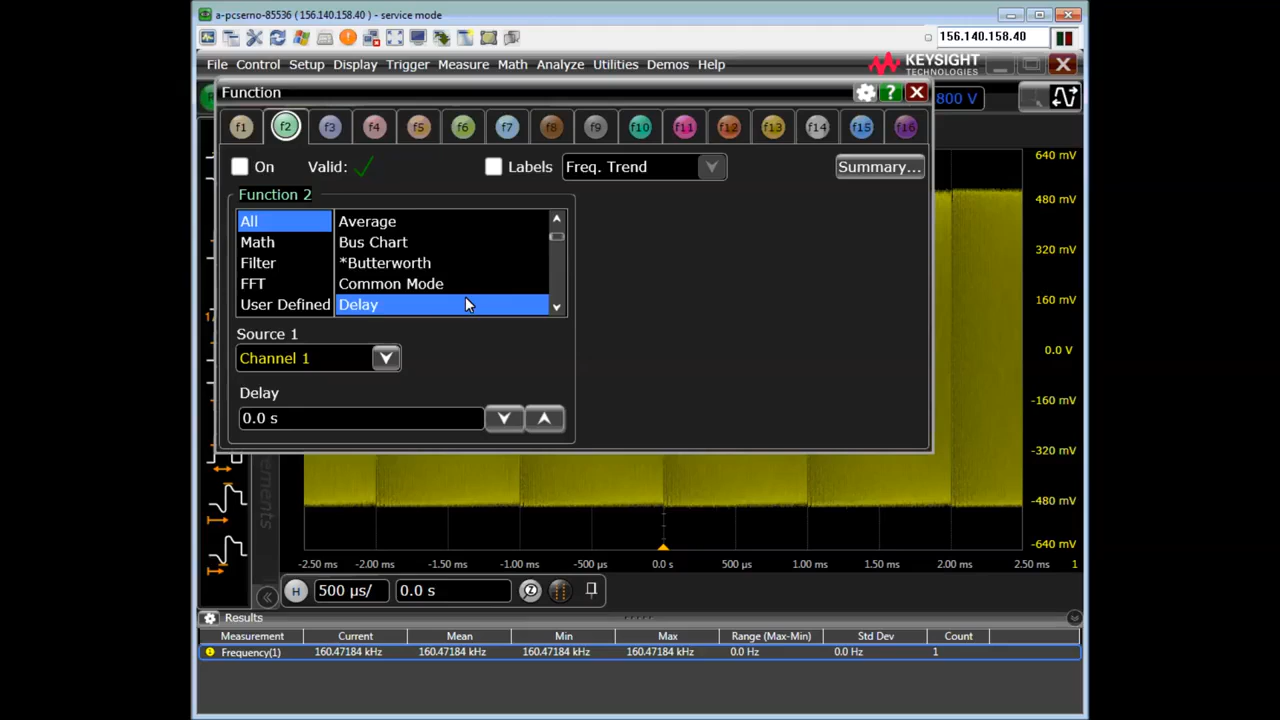 a-pcserno-85536 ( 156.140.158.40 ) - service mode
156.140.158.40
File Control Setup Display Trigger Measure Math Analyze Utilities Demos Help
KEYSIGHT
TECHNOLOGIES
Function
800 V
f1 f2 f3 f4 f5 f6 f7 f8 f9 f10 f11 f12 f13 f14 f15 f16
On Valid: Labels Freq. Trend Summary...
Function 2
All Average
Math Bus Chart
Filter *Butterworth
FFT Common Mode
User Defined Delay
Source 1
Channel 1
Delay
0.0 s
640 mV
480 mV
320 mV
160 mV
0.0 V
-160 mV
-320 mV
-480 mV
-640 mV
ements
-2.50 ms -2.00 ms -1.50 ms -1.00 ms -500 µs 0.0 s 500 µs 1.00 ms 1.50 ms 2.00 ms 2.50 ms 1
H 500 µs/ 0.0 s
Results
Measurement Current Mean Min Max Range (Max-Min) Std Dev Count
Frequency(1) 160.47184 kHz 160.47184 kHz 160.47184 kHz 160.47184 kHz 0.0 Hz 0.0 Hz 1